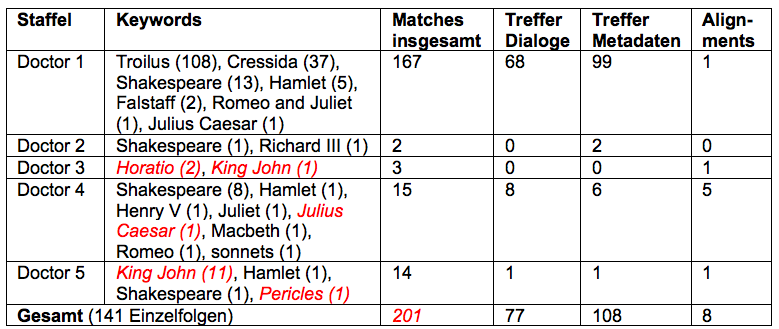 Staffel Keywords Matches insgesamt Treffer Dialoge Treffer Metadaten Align-ments
Doctor 1 Troilus (108), Cressida (37), 167 68 99 1
Shakespeare (13), Hamlet (5),
Falstaff (2), Romeo and Juliet
(1), Julius Caesar (1)
Doctor 2 Shakespeare (1), Richard III (1) 2 0 2 0
Doctor 3 Horatio (2), King John (1) 3 0 0 1
Doctor 4 Shakespeare (8), Hamlet (1), 15 8 6 5
Henry V (1), Juliet (1), Julius
Caesar (1), Macbeth (1),
Romeo (1), sonnets (1)
Doctor 5 King John (11), Hamlet (1), 14 1 1 1
Shakespeare (1), Pericles (1)
Gesamt (141 Einzelfolgen) 201 77 108 8